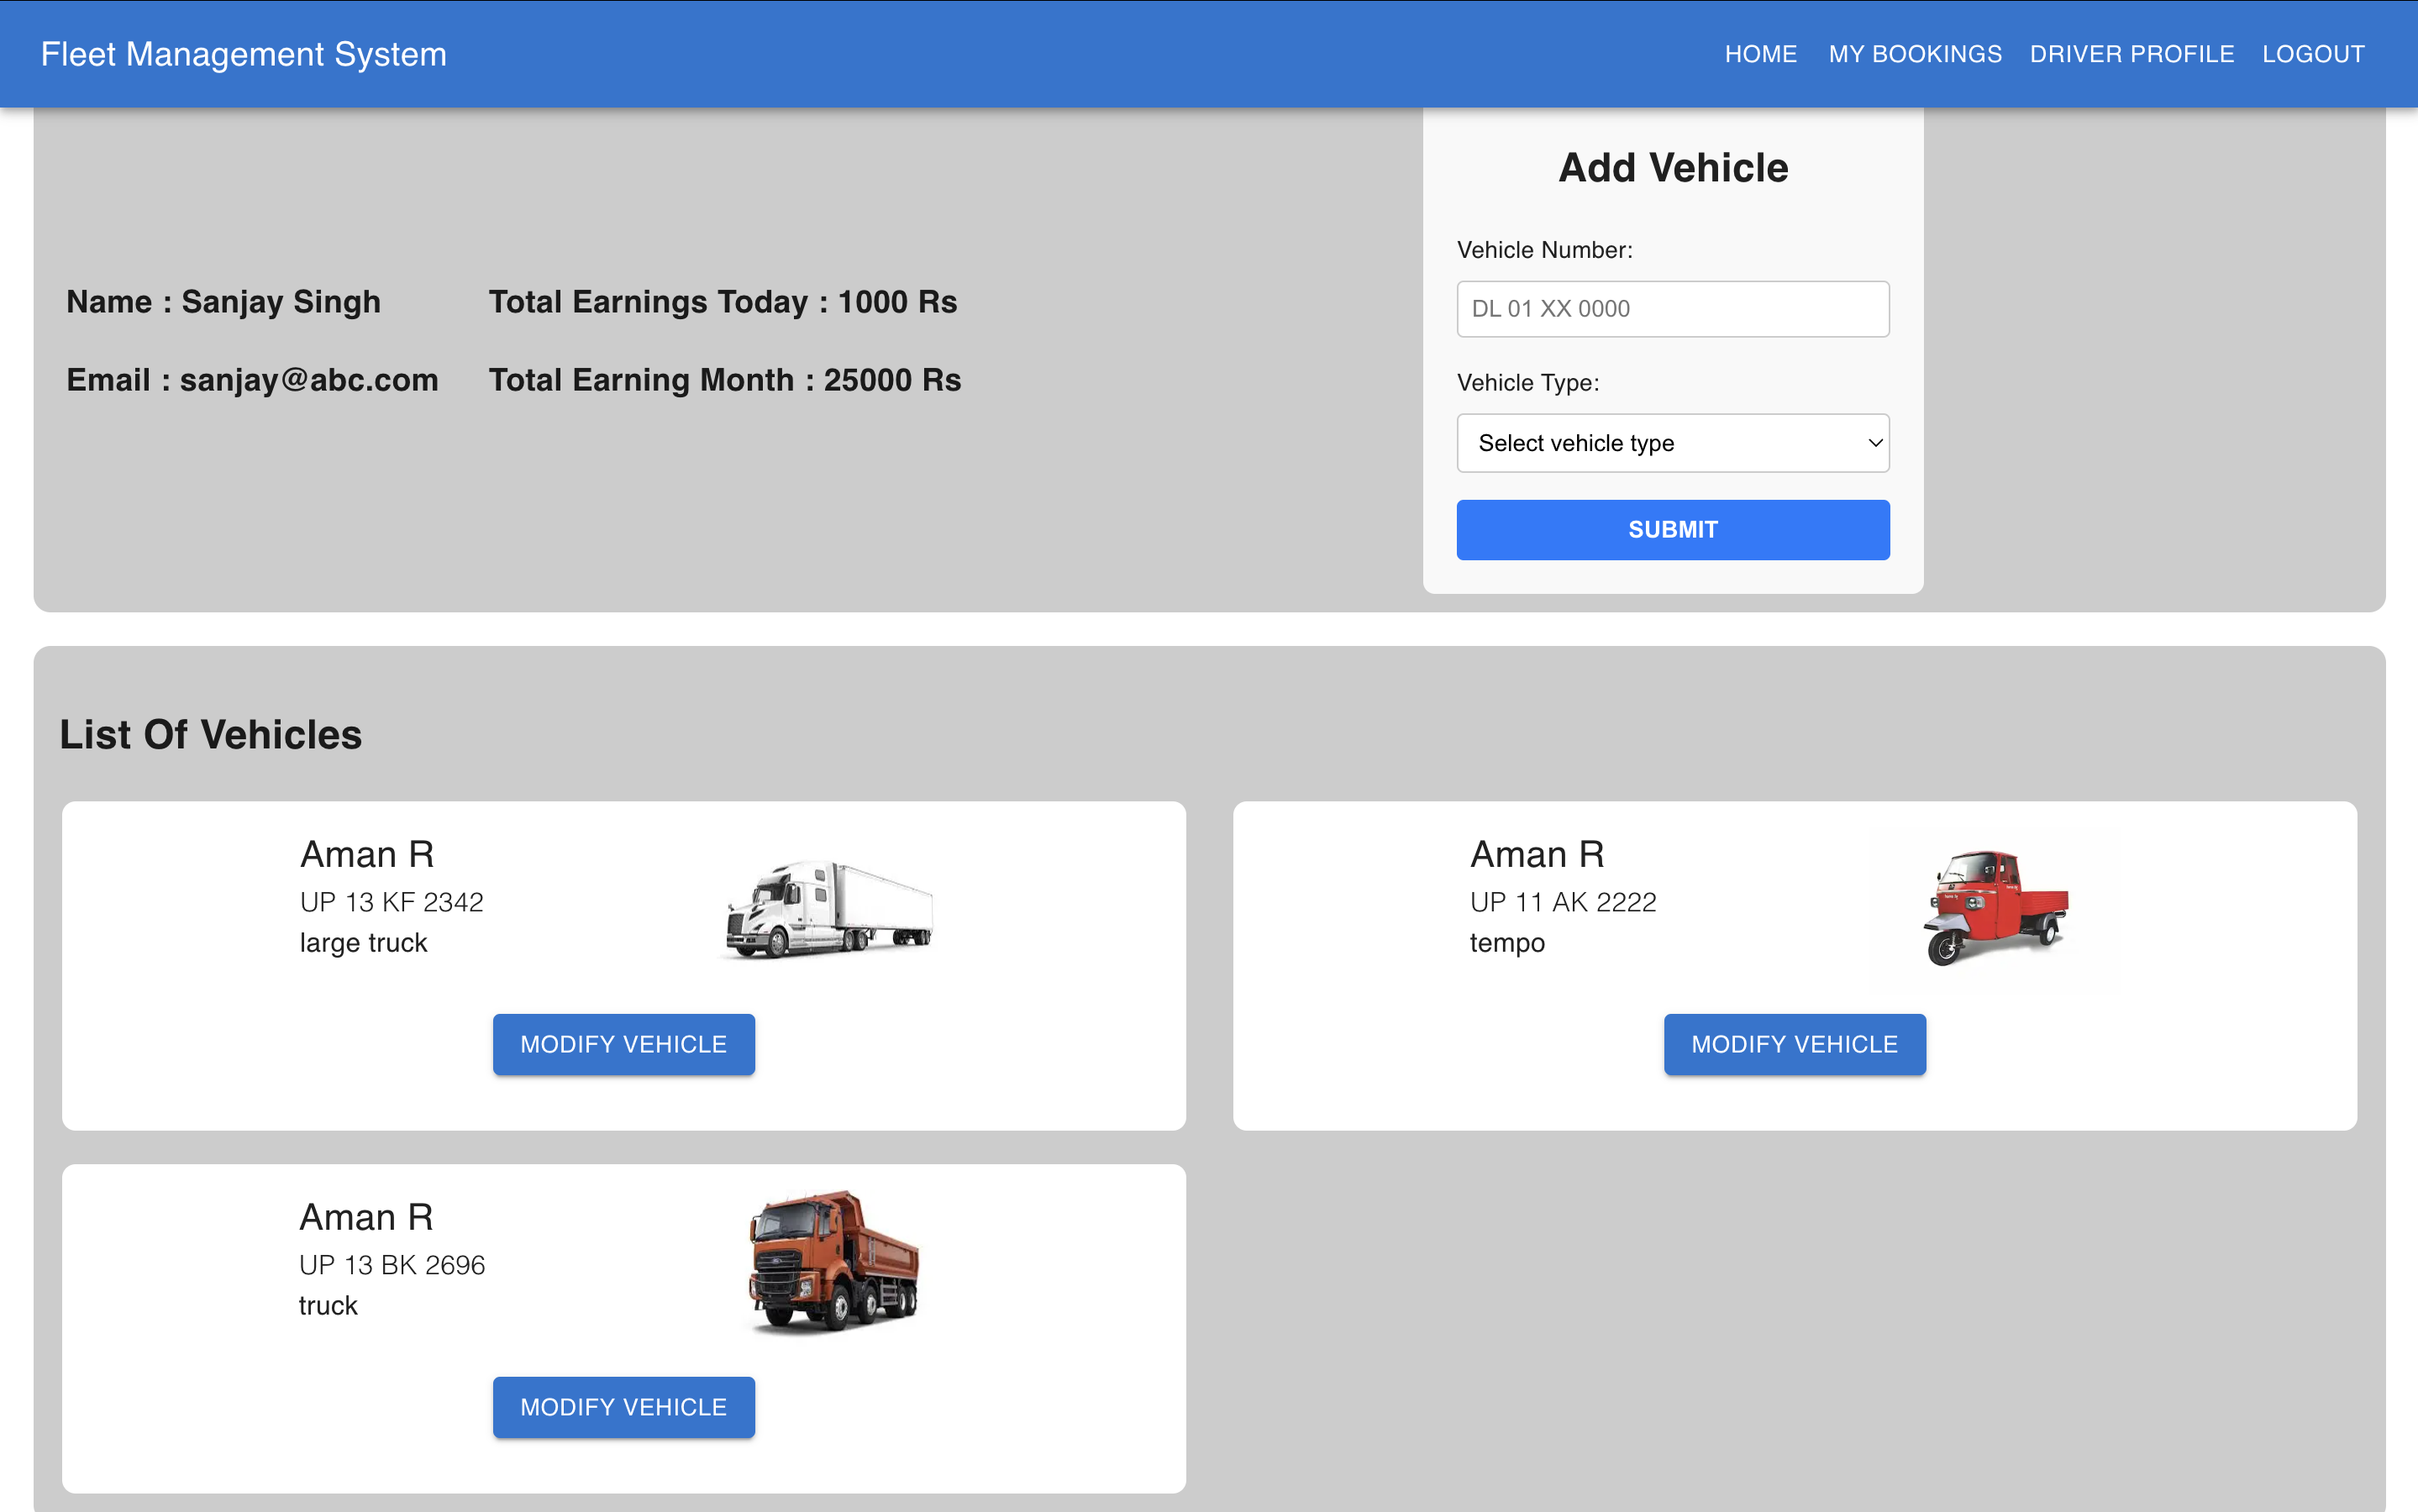 Fleet Management System
HOME MY BOOKINGS DRIVER PROFILE LOGOUT
Name : Sanjay Singh
Total Earnings Today : 1000 Rs
Email : sanjay@abc.com
Total Earning Month : 25000 Rs
Add Vehicle
Vehicle Number:
DL 01 XX 0000
Vehicle Type:
Select vehicle type
SUBMIT
List Of Vehicles
Aman R
UP 13 KF 2342
large truck
MODIFY VEHICLE
Aman R
UP 11 AK 2222
tempo
MODIFY VEHICLE
Aman R
UP 13 BK 2696
truck
MODIFY VEHICLE